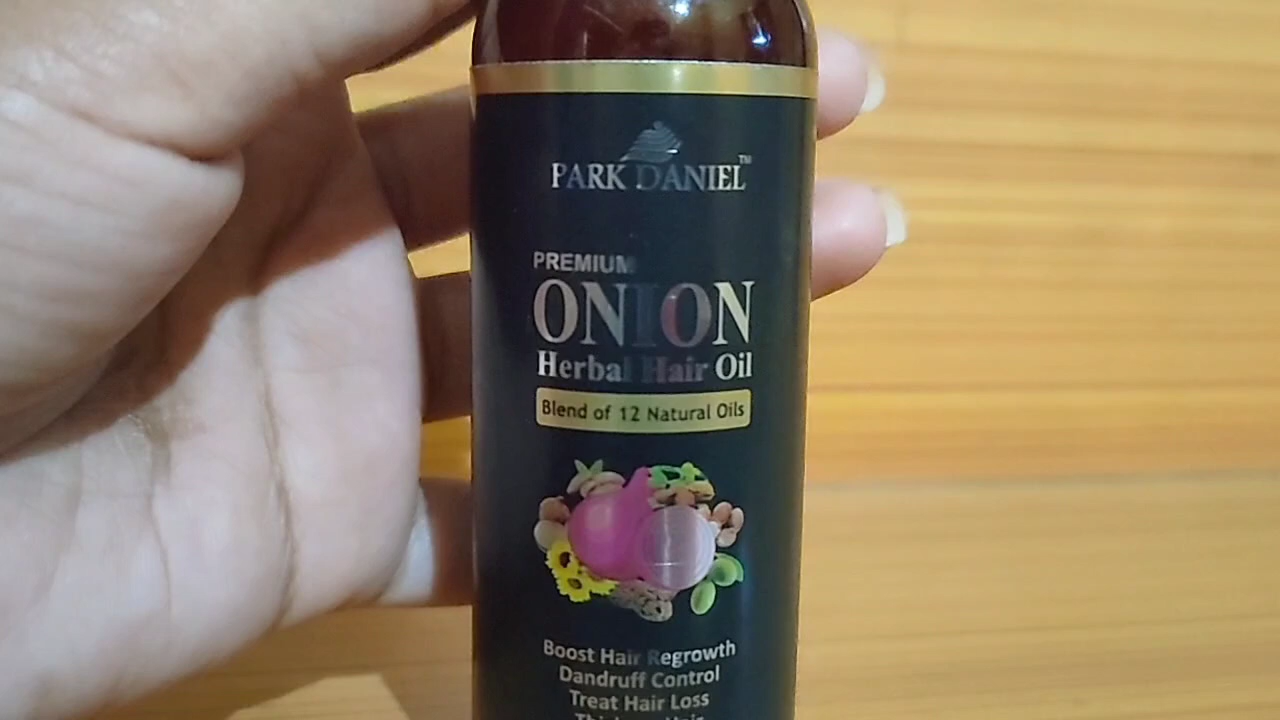 PARK DANIEL™
PREMIUM
ONION
Herbal Hair Oil
Blend of 12 Natural Oils
Boost Hair Regrowth
Dandruff Control
Treat Hair Loss
Hair